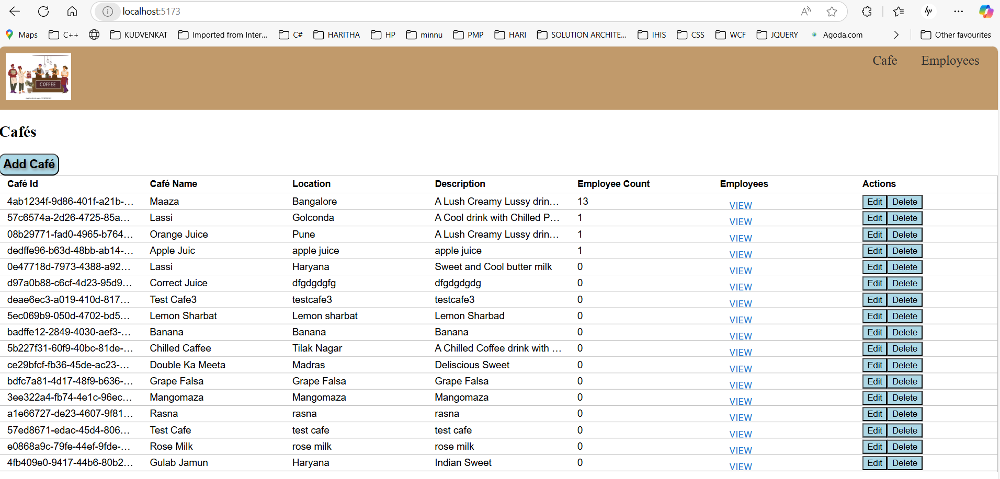 localhost:5173
Maps C++ KUDVENKAT Imported from Inter... C# HARITHA HP minnu PMP HARI SOLUTION ARCHITE... IHIS CSS WCF JQUERY Agoda.com Other favourites
COFFEE
Cafe Employees
Cafés
Add Café
Café Id Café Name Location Description Employee Count Employees Actions
4ab1234f-9d86-401f-a21b-... Maaza Bangalore A Lush Creamy Lussy drin... 13 VIEW Edit Delete
57c6574a-2d26-4725-85a... Lassi Golconda A Cool drink with Chilled P... 1 VIEW Edit Delete
08b29771-fad0-4965-b764... Orange Juice Pune A Lush Creamy Lussy drin... 1 VIEW Edit Delete
dedffe96-b63d-48bb-ab14-... Apple Juic apple juice apple juice 1 VIEW Edit Delete
0e47718d-7973-4388-a92... Lassi Haryana Sweet and Cool butter milk 0 VIEW Edit Delete
d97a0b88-c6cf-4d23-95d9... Correct Juice dfgdgdgfg dfgdgdgdg 0 VIEW Edit Delete
deae6ec3-a019-410d-817... Test Cafe3 testcafe3 testcafe3 0 VIEW Edit Delete
5ec069b9-050d-4702-bd5... Lemon Sharbat Lemon sharbat Lemon Sharbad 0 VIEW Edit Delete
badffe12-2849-4030-aef3-... Banana Banana Banana 0 VIEW Edit Delete
5b227f31-60f9-40bc-81de-... Chilled Caffee Tilak Nagar A Chilled Coffee drink with ... 0 VIEW Edit Delete
ce29bfcf-fb36-45de-ac23-... Double Ka Meeta Madras Deliscious Sweet 0 VIEW Edit Delete
bdfc7a81-4d17-48f9-b636-... Grape Falsa Grape Falsa Grape Falsa 0 VIEW Edit Delete
3ee322a4-fb74-4e1c-96ec... Mangomaza Mangomaza Mangomaza 0 VIEW Edit Delete
a1e66727-de23-4607-9f81... Rasna rasna rasna 0 VIEW Edit Delete
57ed8671-edac-45d4-806... Test Cafe test cafe test cafe 0 VIEW Edit Delete
e0868a9c-79fe-44ef-9fde-... Rose Milk rose milk rose milk 0 VIEW Edit Delete
4fb409e0-9417-44b6-80b2... Gulab Jamun Haryana Indian Sweet 0 VIEW Edit Delete